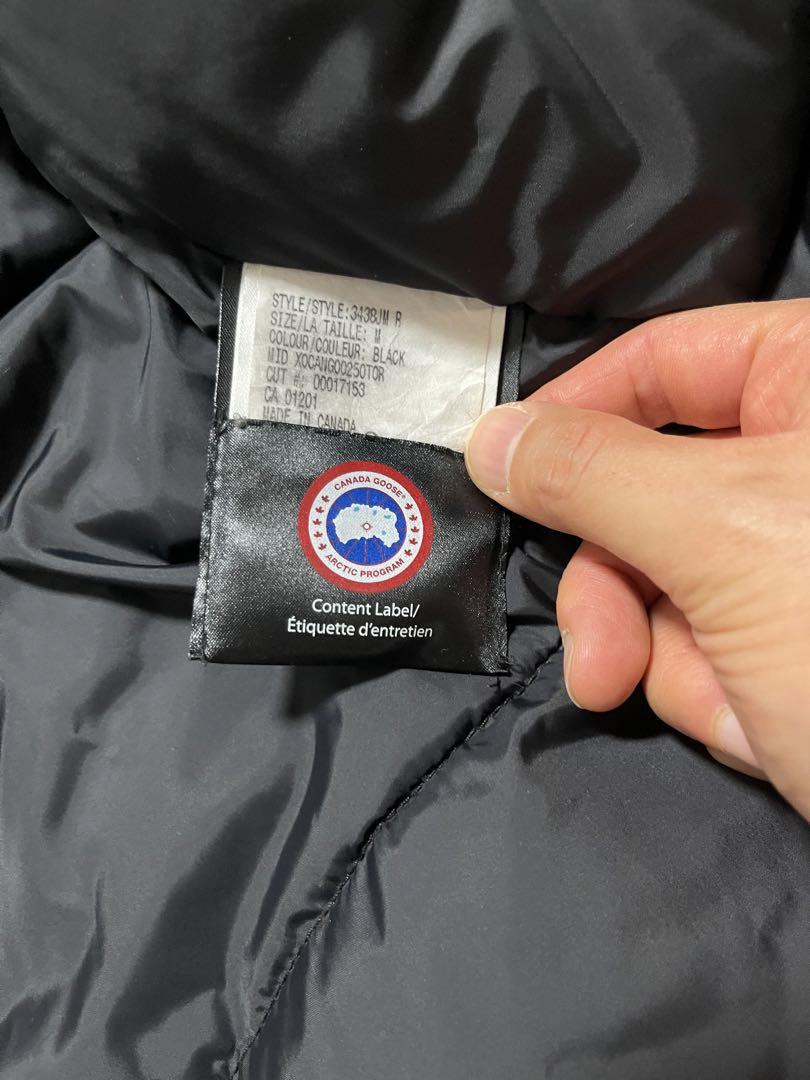 STYLE/STYLE:3438JM R
SIZE/LA TAILLE: M
COLOUR/COULEUR: BLACK
MID XOCANGOO250TOR
CUT #: 00017153
CA 01201
MADE IN CANADA
CANADA GOOSE®
ARCTIC PROGRAM
Content Label/
Étiquette d'entretien